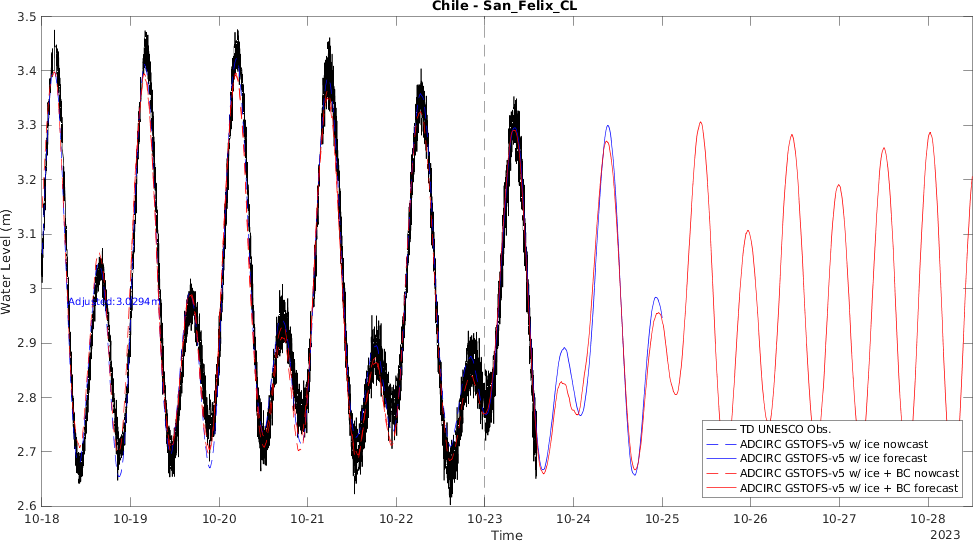 Chile - San_Felix_CL
3.5
3.4
3.3
3.2
3.1
3
2.9
2.8
2.7
2.6
Water Level (m)
Adjusted:3.0294m
TD UNESCO Obs.
ADCIRC GSTOFS-v5 w/ ice nowcast
ADCIRC GSTOFS-v5 w/ ice forecast
ADCIRC GSTOFS-v5 w/ ice + BC nowcast
ADCIRC GSTOFS-v5 w/ ice + BC forecast
10-18 10-19 10-20 10-21 10-22 10-23 10-24 10-25 10-26 10-27 10-28
2023
Time